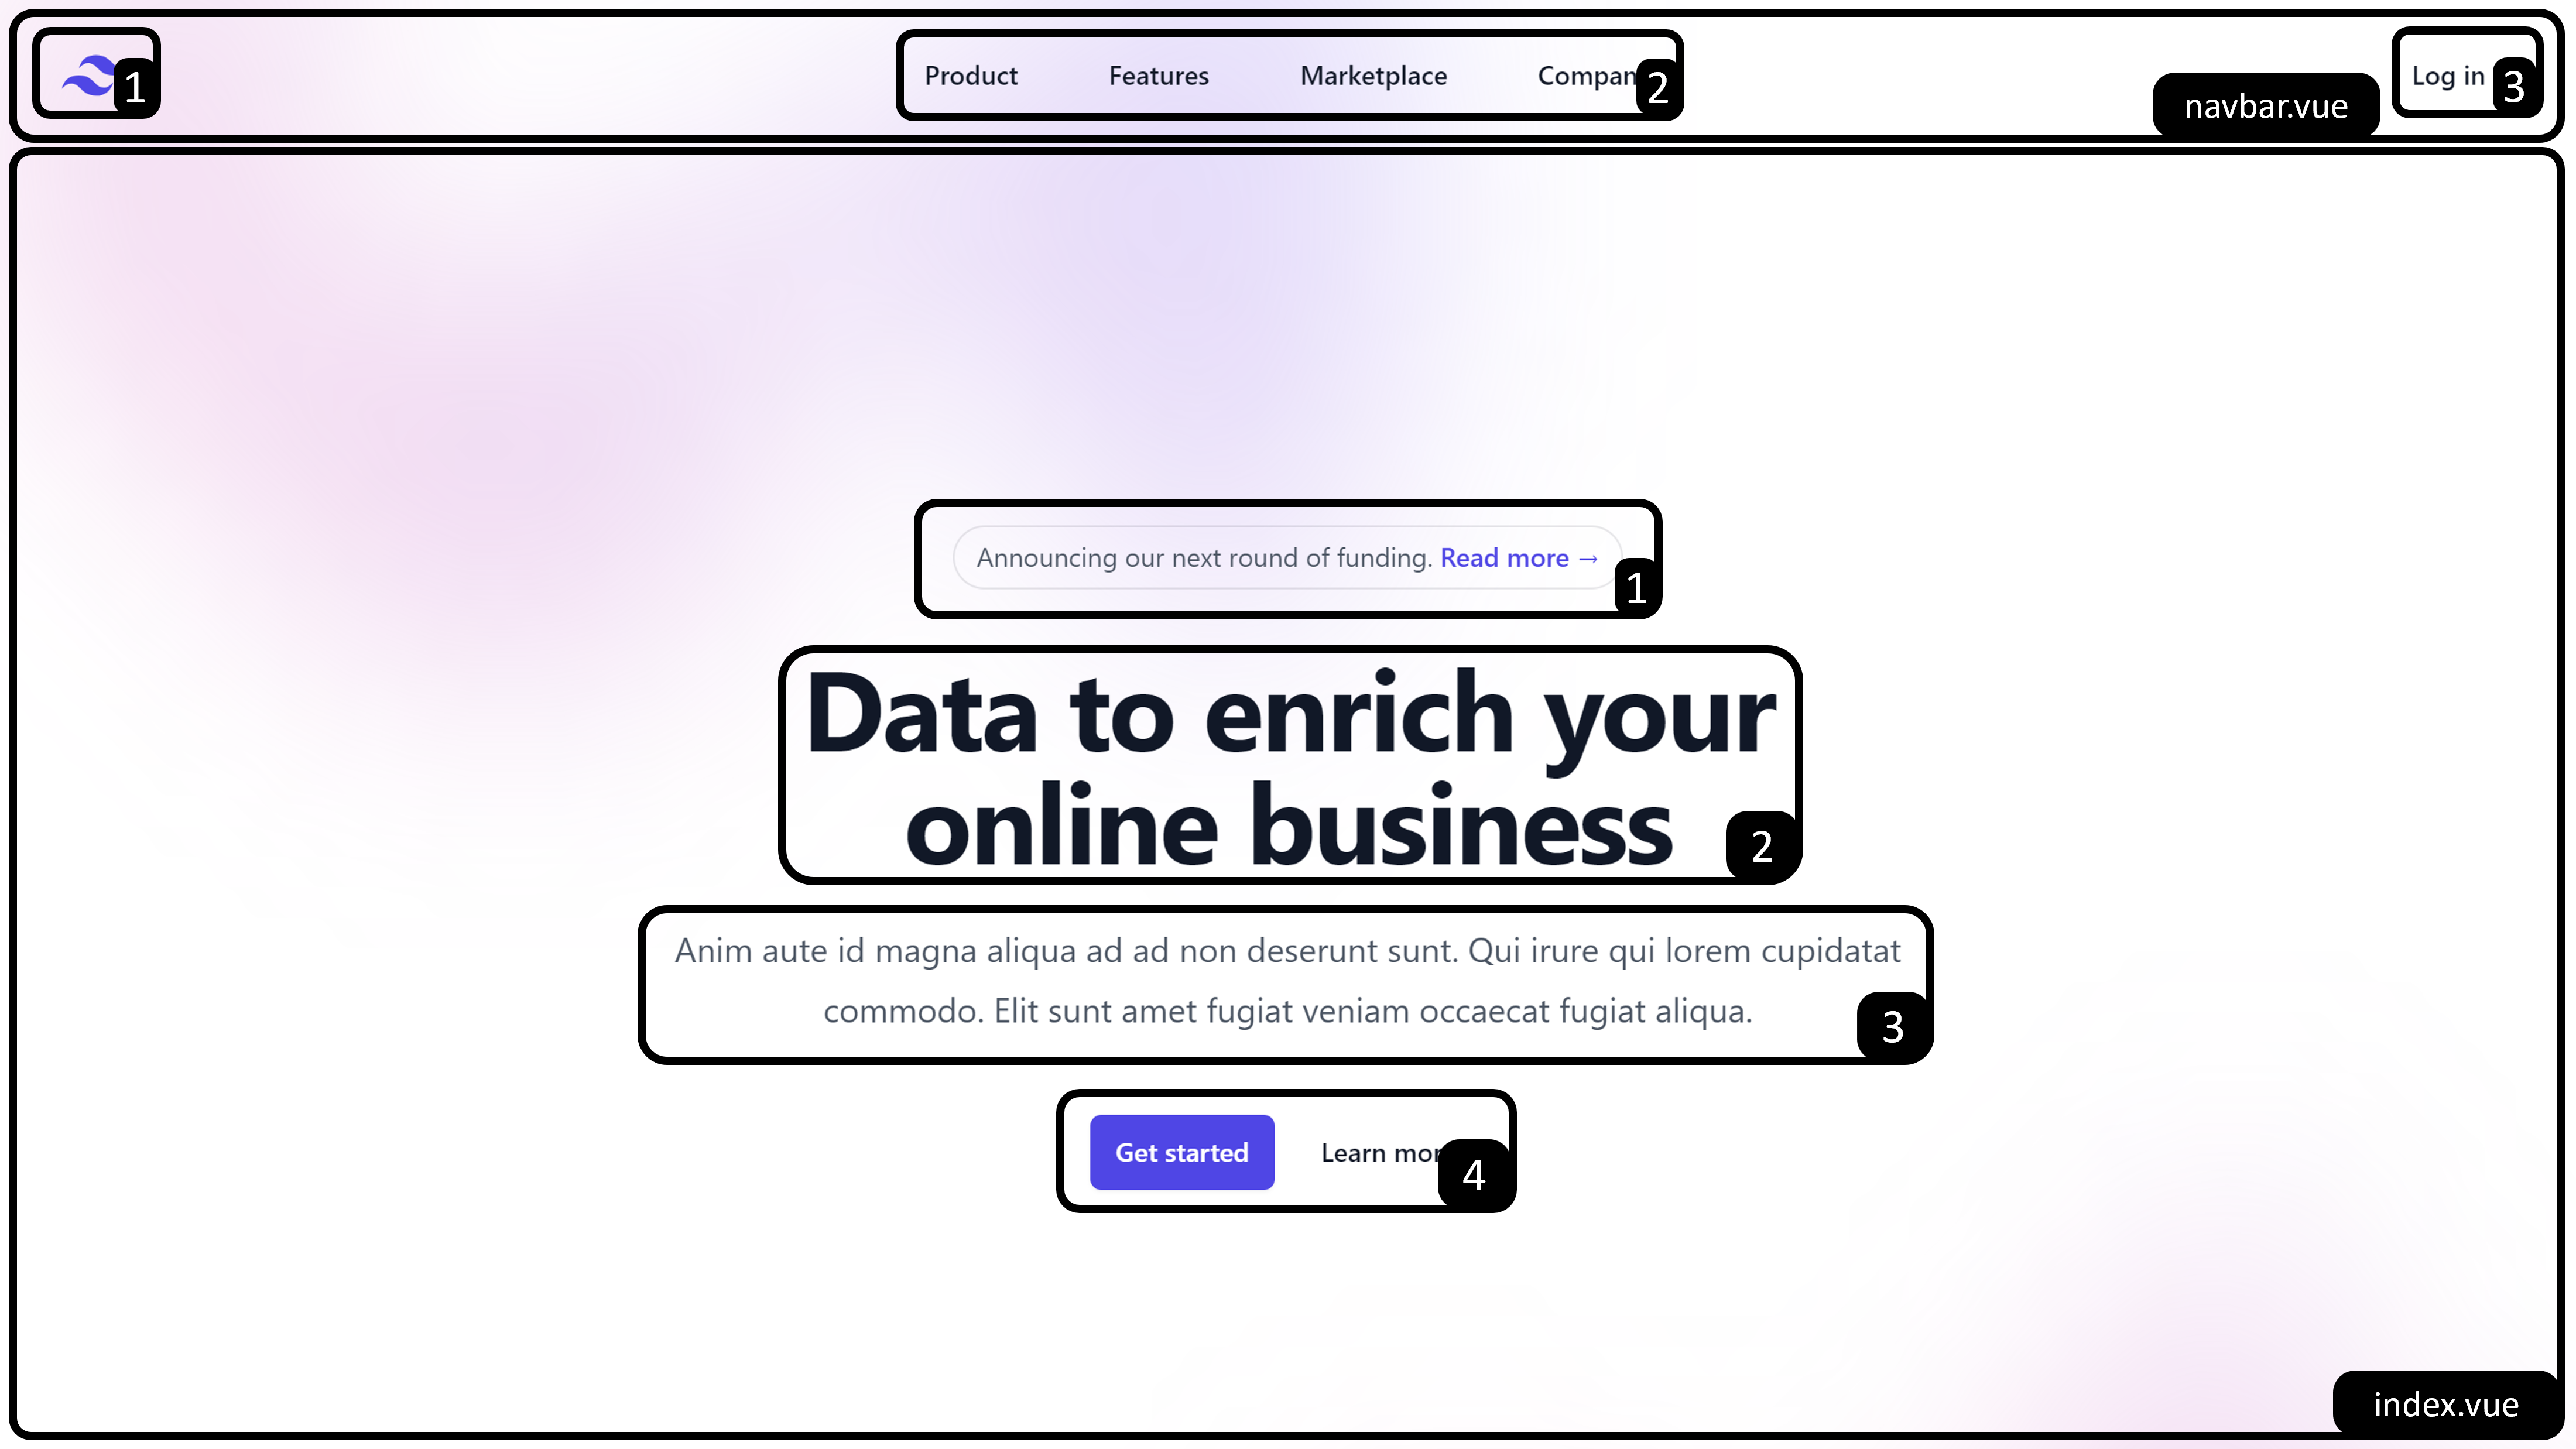 1
Product Features Marketplace Compan 2
Log in 3
navbar.vue
Announcing our next round of funding. Read more →
1
Data to enrich your
online business
2
Anim aute id magna aliqua ad ad non deserunt sunt. Qui irure qui lorem cupidatat
commodo. Elit sunt amet fugiat veniam occaecat fugiat aliqua.
3
Get started Learn mor 4
index.vue